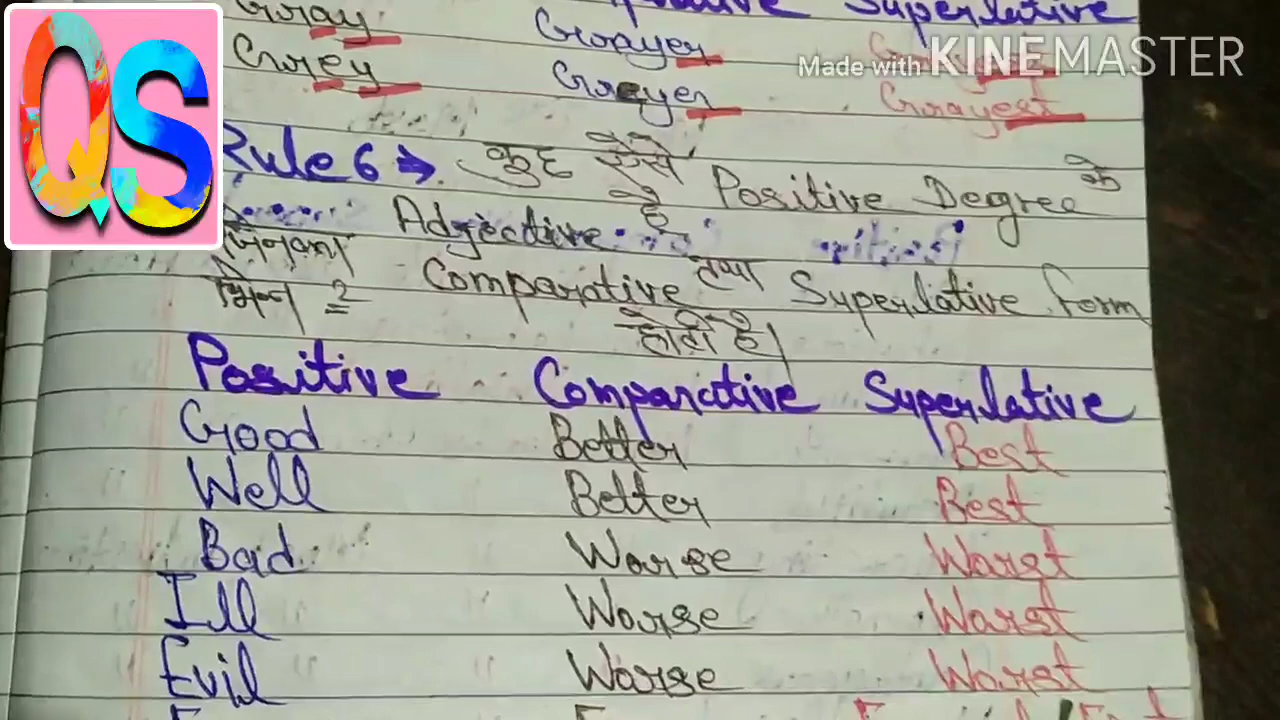 QS
Superlative
Gray Grayer
Made with KINEMASTER
Grey Greyer Grayest
Rule 6 → कुछ ऐसे Positive Degree के
Adjective है
जिनका Comparative तथा Superlative form
भिन्न 2 होती है।
Positive Comparative Superlative
Good Better Best
Well Better Best
Bad Worse Worst
Ill Worse Worst
Evil Worse Worst